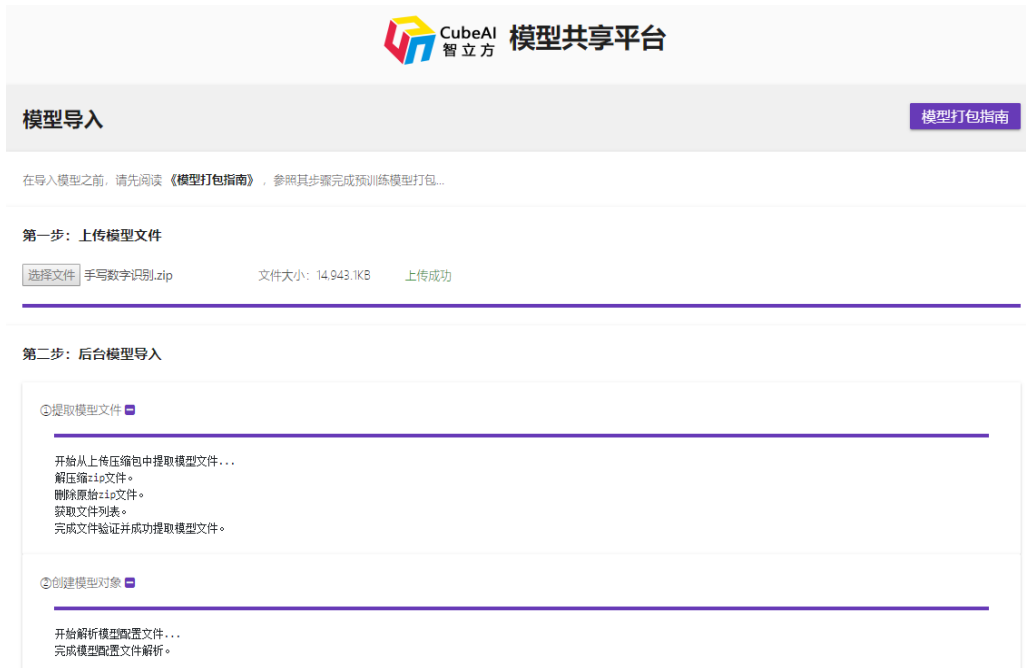 CubeAI 智立方 模型共享平台
模型导入 模型打包指南
在导入模型之前，请先阅读《模型打包指南》，参照其步骤完成预训练模型打包...
第一步：上传模型文件
选择文件 手写数字识别.zip 文件大小：14,943.1KB 上传成功
第二步：后台模型导入
①提取模型文件
开始从上传压缩包中提取模型文件...
解压缩zip文件。
删除原始zip文件。
获取文件列表。
完成文件验证并成功提取模型文件。
②创建模型对象
开始解析模型配置文件...
完成模型配置文件解析。